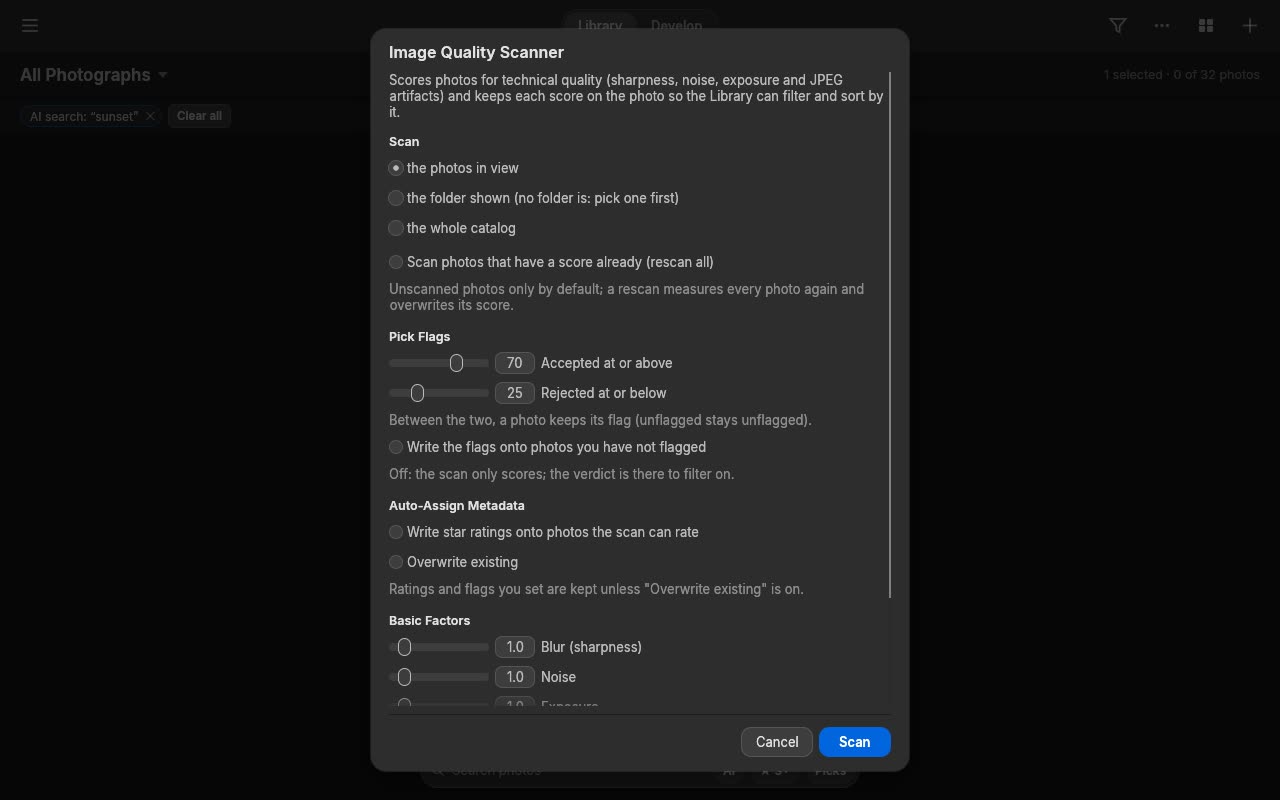 Library Develop
All Photographs
1 selected · 0 of 32 photos
AI search: “sunset”
Clear all
Image Quality Scanner
Scores photos for technical quality (sharpness, noise, exposure and JPEG
artifacts) and keeps each score on the photo so the Library can filter and sort by
it.
Scan
the photos in view
the folder shown (no folder is: pick one first)
the whole catalog
Scan photos that have a score already (rescan all)
Unscanned photos only by default; a rescan measures every photo again and
overwrites its score.
Pick Flags
70 Accepted at or above
25 Rejected at or below
Between the two, a photo keeps its flag (unflagged stays unflagged).
Write the flags onto photos you have not flagged
Off: the scan only scores; the verdict is there to filter on.
Auto-Assign Metadata
Write star ratings onto photos the scan can rate
Overwrite existing
Ratings and flags you set are kept unless "Overwrite existing" is on.
Basic Factors
1.0 Blur (sharpness)
1.0 Noise
1.0 Exposure
Cancel Scan
Search photos AI Picks